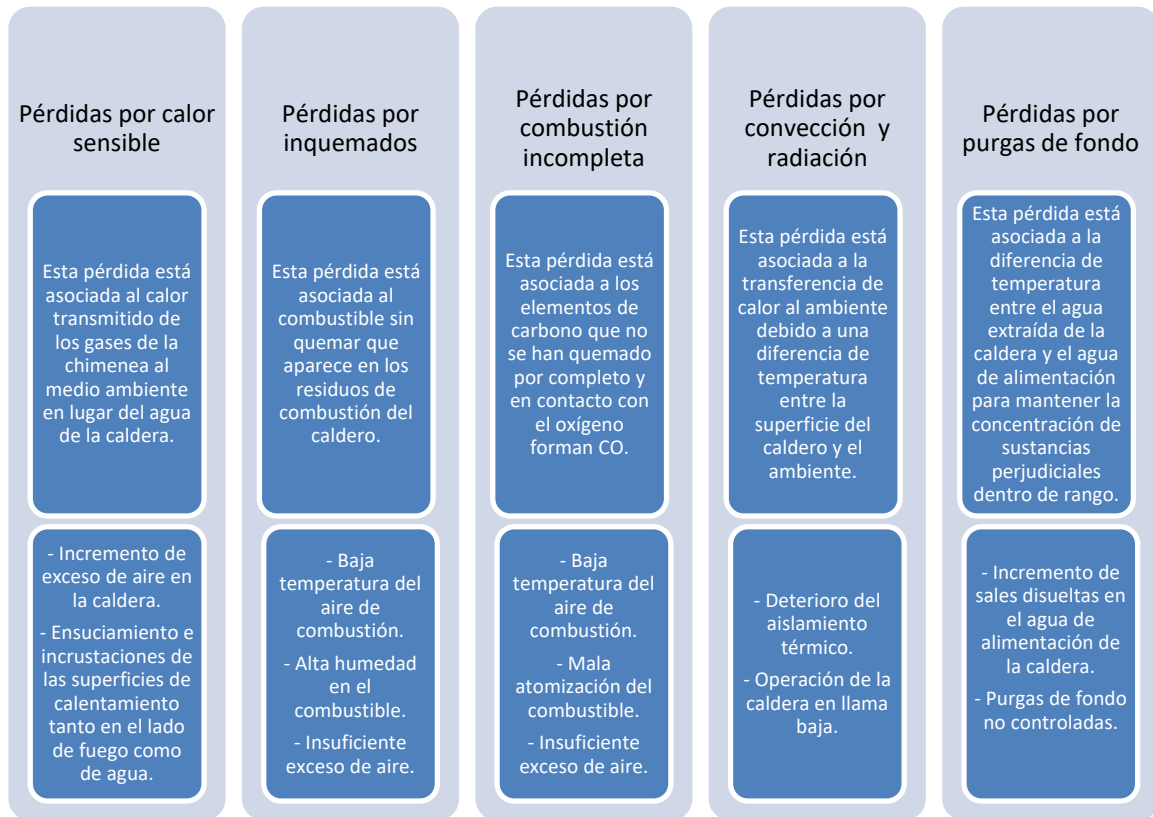 Pérdidas por calor
sensible
Esta pérdida está
asociada al calor
transmitido de
los gases de la
chimenea al
medio ambiente
en lugar del agua
de la caldera.
- Incremento de
exceso de aire en
la caldera.
- Ensuciamiento e
incrustaciones de
las superficies de
calentamiento
tanto en el lado
de fuego como
de agua.
Pérdidas por
inquemados
Esta pérdida está
asociada al
combustible sin
quemar que
aparece en los
residuos de
combustión del
caldero.
- Baja
temperatura del
aire de
combustión.
- Alta humedad
en el
combustible.
- Insuficiente
exceso de aire.
Pérdidas por
combustión
incompleta
Esta pérdida está
asociada a los
elementos de
carbono que no
se han quemado
por completo y
en contacto con
el oxígeno
forman CO.
- Baja
temperatura del
aire de
combustión.
- Mala
atomización del
combustible.
- Insuficiente
exceso de aire.
Pérdidas por
convección y
radiación
Esta pérdida está
asociada a la
transferencia de
calor al ambiente
debido a una
diferencia de
temperatura
entre la
superficie del
caldero y el
ambiente.
- Deterioro del
aislamiento
térmico.
- Operación de la
caldera en llama
baja.
Pérdidas por
purgas de fondo
Esta pérdida está
asociada a la
diferencia de
temperatura
entre el agua
extraída de la
caldera y el agua
de alimentación
para mantener la
concentración de
sustancias
perjudiciales
dentro de rango.
- Incremento de
sales disueltas en
el agua de
alimentación de
la caldera.
- Purgas de fondo
no controladas.